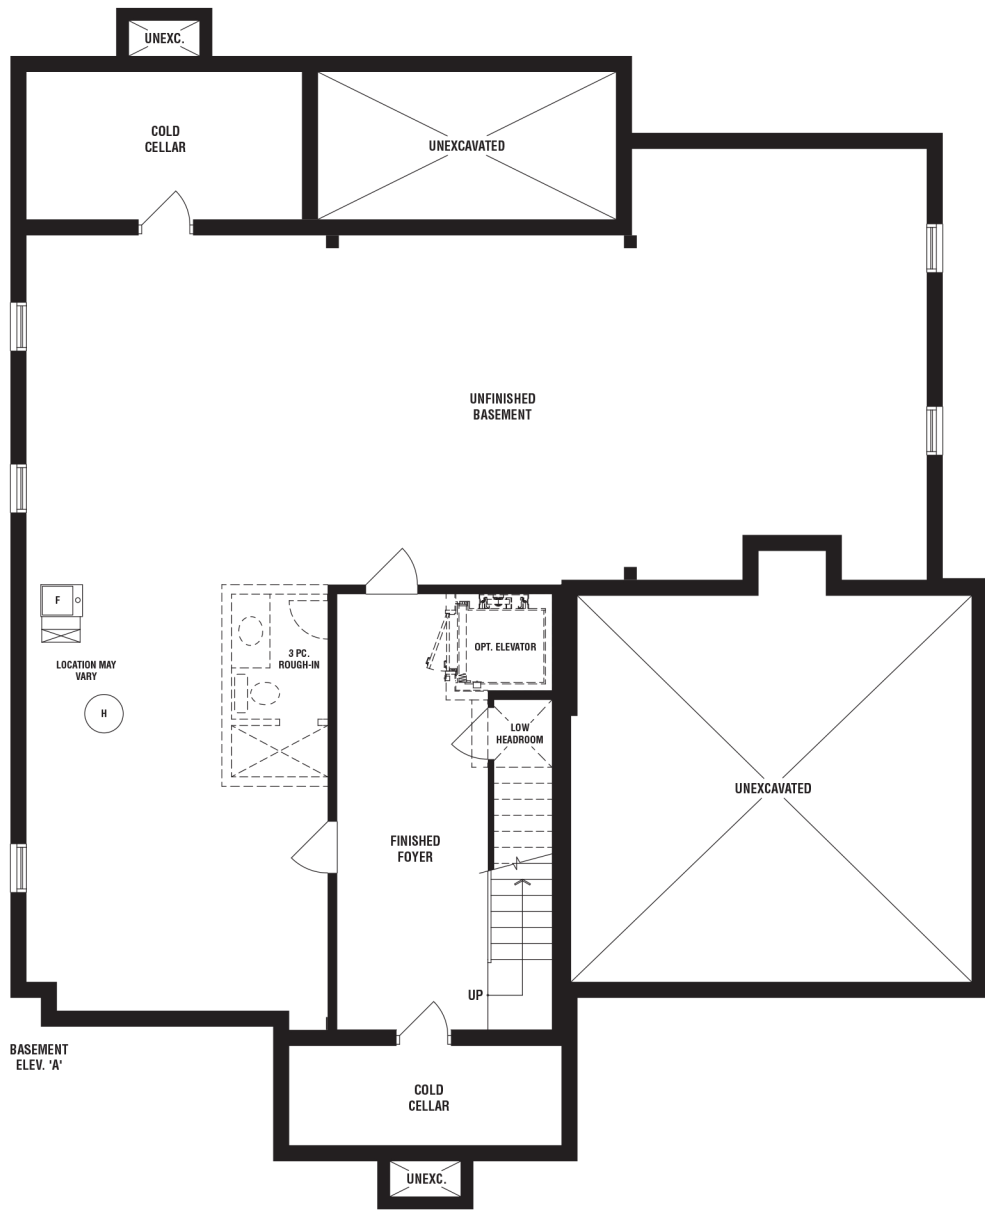 UNEXC.
COLD
CELLAR
UNEXCAVATED
UNFINISHED
BASEMENT
F
LOCATION MAY
VARY
H
3 PC.
ROUGH-IN
OPT. ELEVATOR
LOW
HEADROOM
UNEXCAVATED
FINISHED
FOYER
UP
BASEMENT
ELEV. 'A'
COLD
CELLAR
UNEXC.